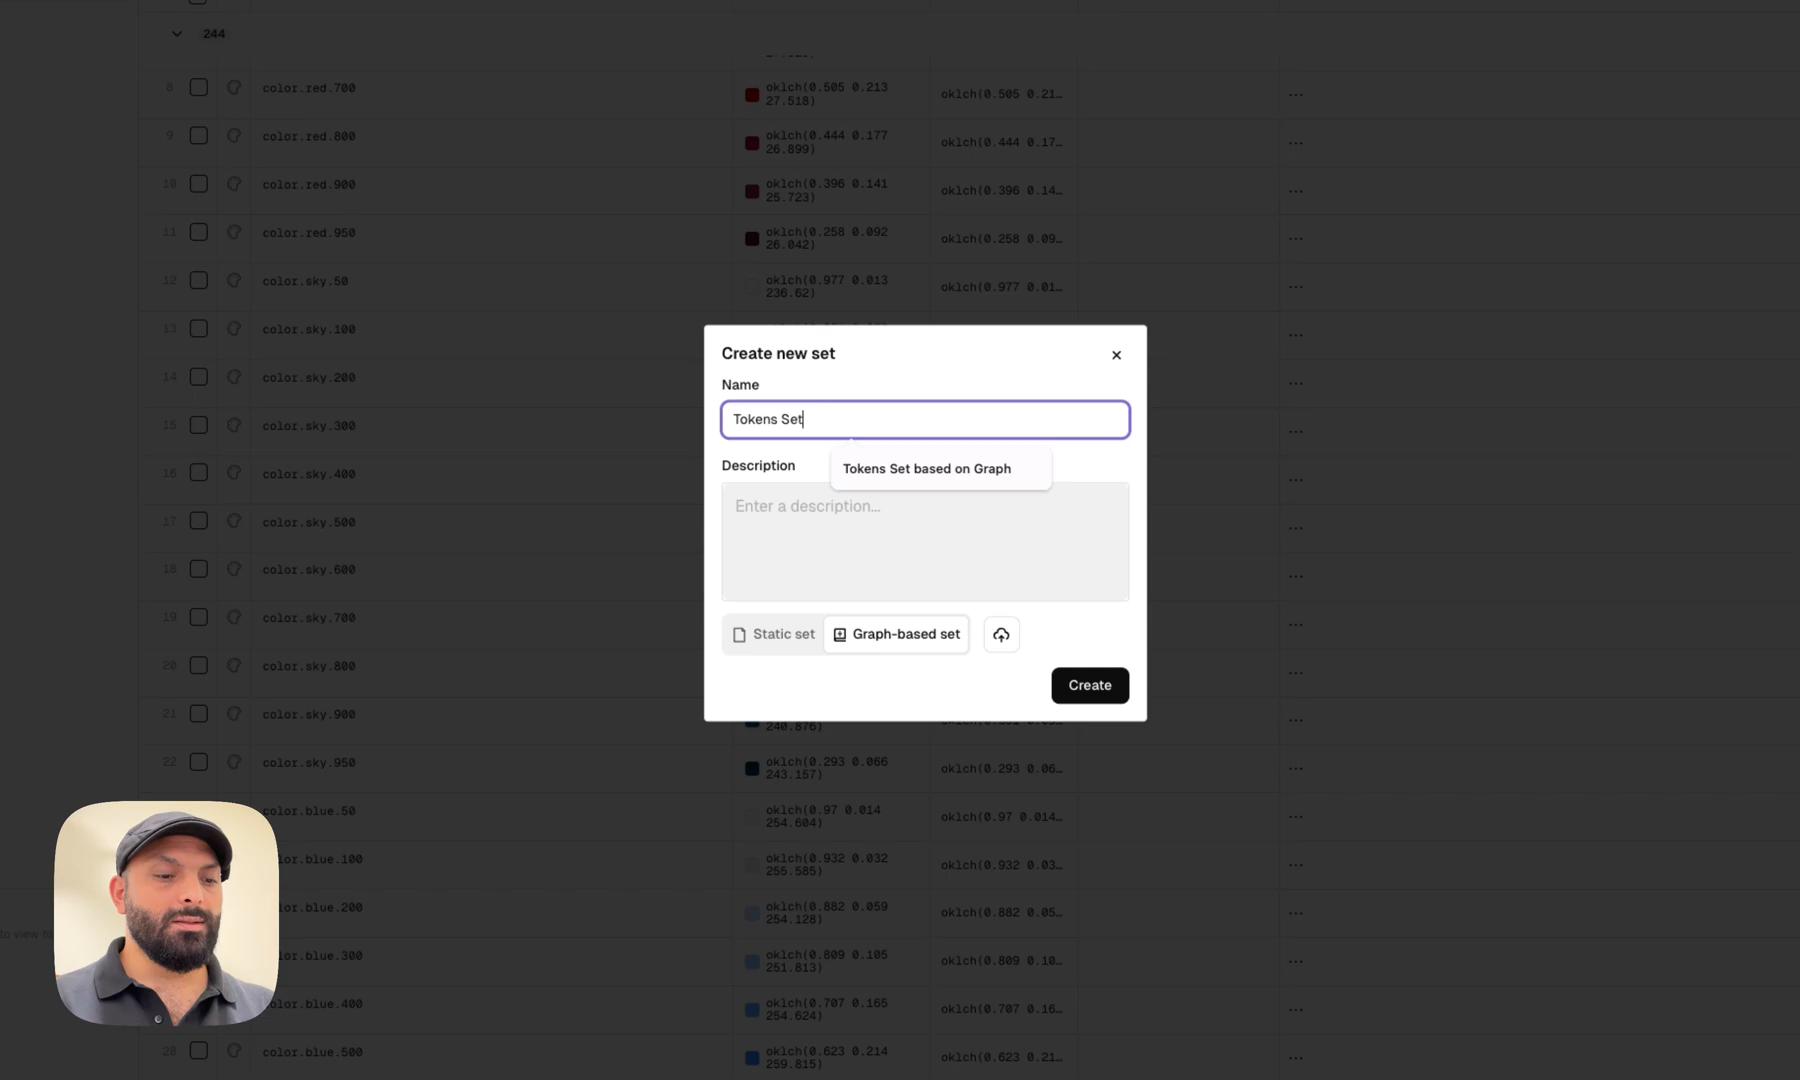 244
8 color.red.700 oklch(0.505 0.213 27.518) oklch(0.505 0.21… ...
9 color.red.800 oklch(0.444 0.177 26.899) oklch(0.444 0.17… ...
10 color.red.900 oklch(0.396 0.141 25.723) oklch(0.396 0.14… ...
11 color.red.950 oklch(0.258 0.092 26.042) oklch(0.258 0.09… ...
12 color.sky.50 oklch(0.977 0.013 236.62) oklch(0.977 0.01… ...
13 color.sky.100 ...
14 color.sky.200 ...
15 color.sky.300 ...
16 color.sky.400 ...
17 color.sky.500 ...
18 color.sky.600 ...
19 color.sky.700 ...
20 color.sky.800 ...
21 color.sky.900 240.876) ...
22 color.sky.950 oklch(0.293 0.066 243.157) oklch(0.293 0.06… ...
color.blue.50 oklch(0.97 0.014 254.604) oklch(0.97 0.014… ...
lor.blue.100 oklch(0.932 0.032 255.585) oklch(0.932 0.03… ...
lor.blue.200 oklch(0.882 0.059 254.128) oklch(0.882 0.05… ...
lor.blue.300 oklch(0.809 0.105 251.813) oklch(0.809 0.10… ...
olor.blue.400 oklch(0.707 0.165 254.624) oklch(0.707 0.16… ...
28 color.blue.500 oklch(0.623 0.214 259.815) oklch(0.623 0.21… ...
Create new set
Name
Tokens Set
Tokens Set based on Graph
Description
Enter a description...
Static set
Graph-based set
Create
to view